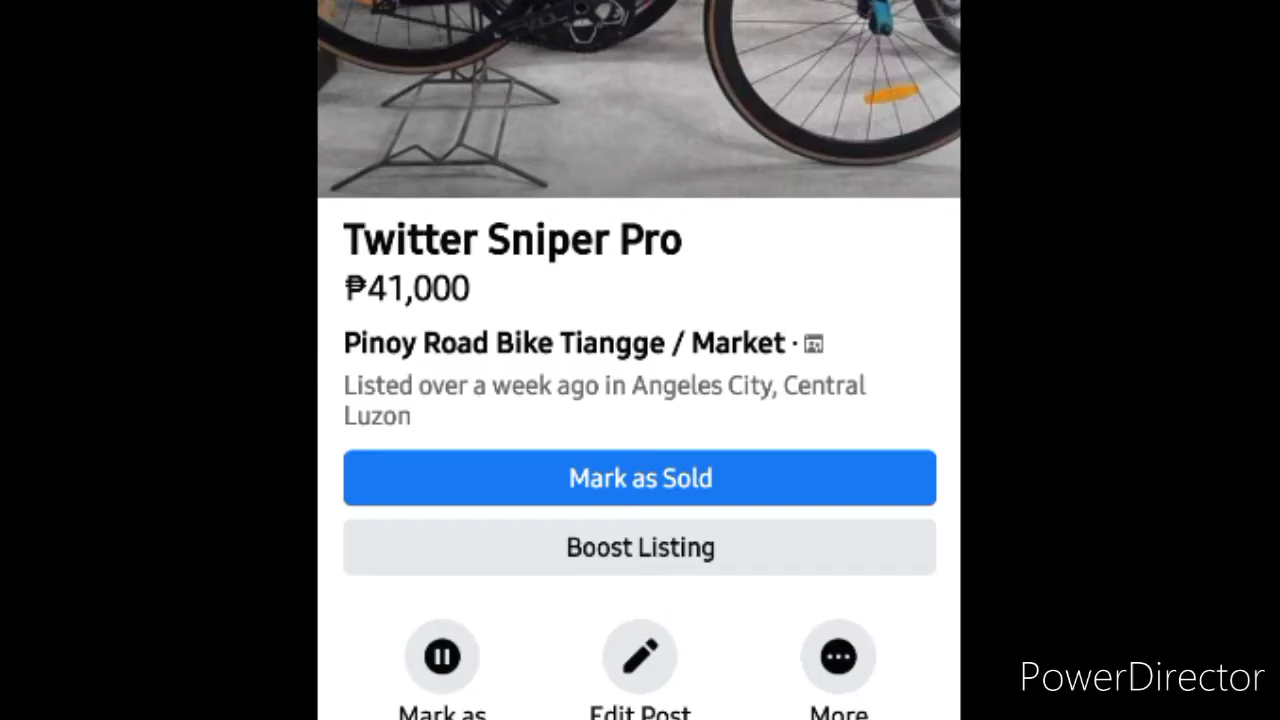 Twitter Sniper Pro
₱41,000
Pinoy Road Bike Tiangge / Market ·
Listed over a week ago in Angeles City, Central
Luzon
Mark as Sold
Boost Listing
Mark as
Edit Post
More
PowerDirector